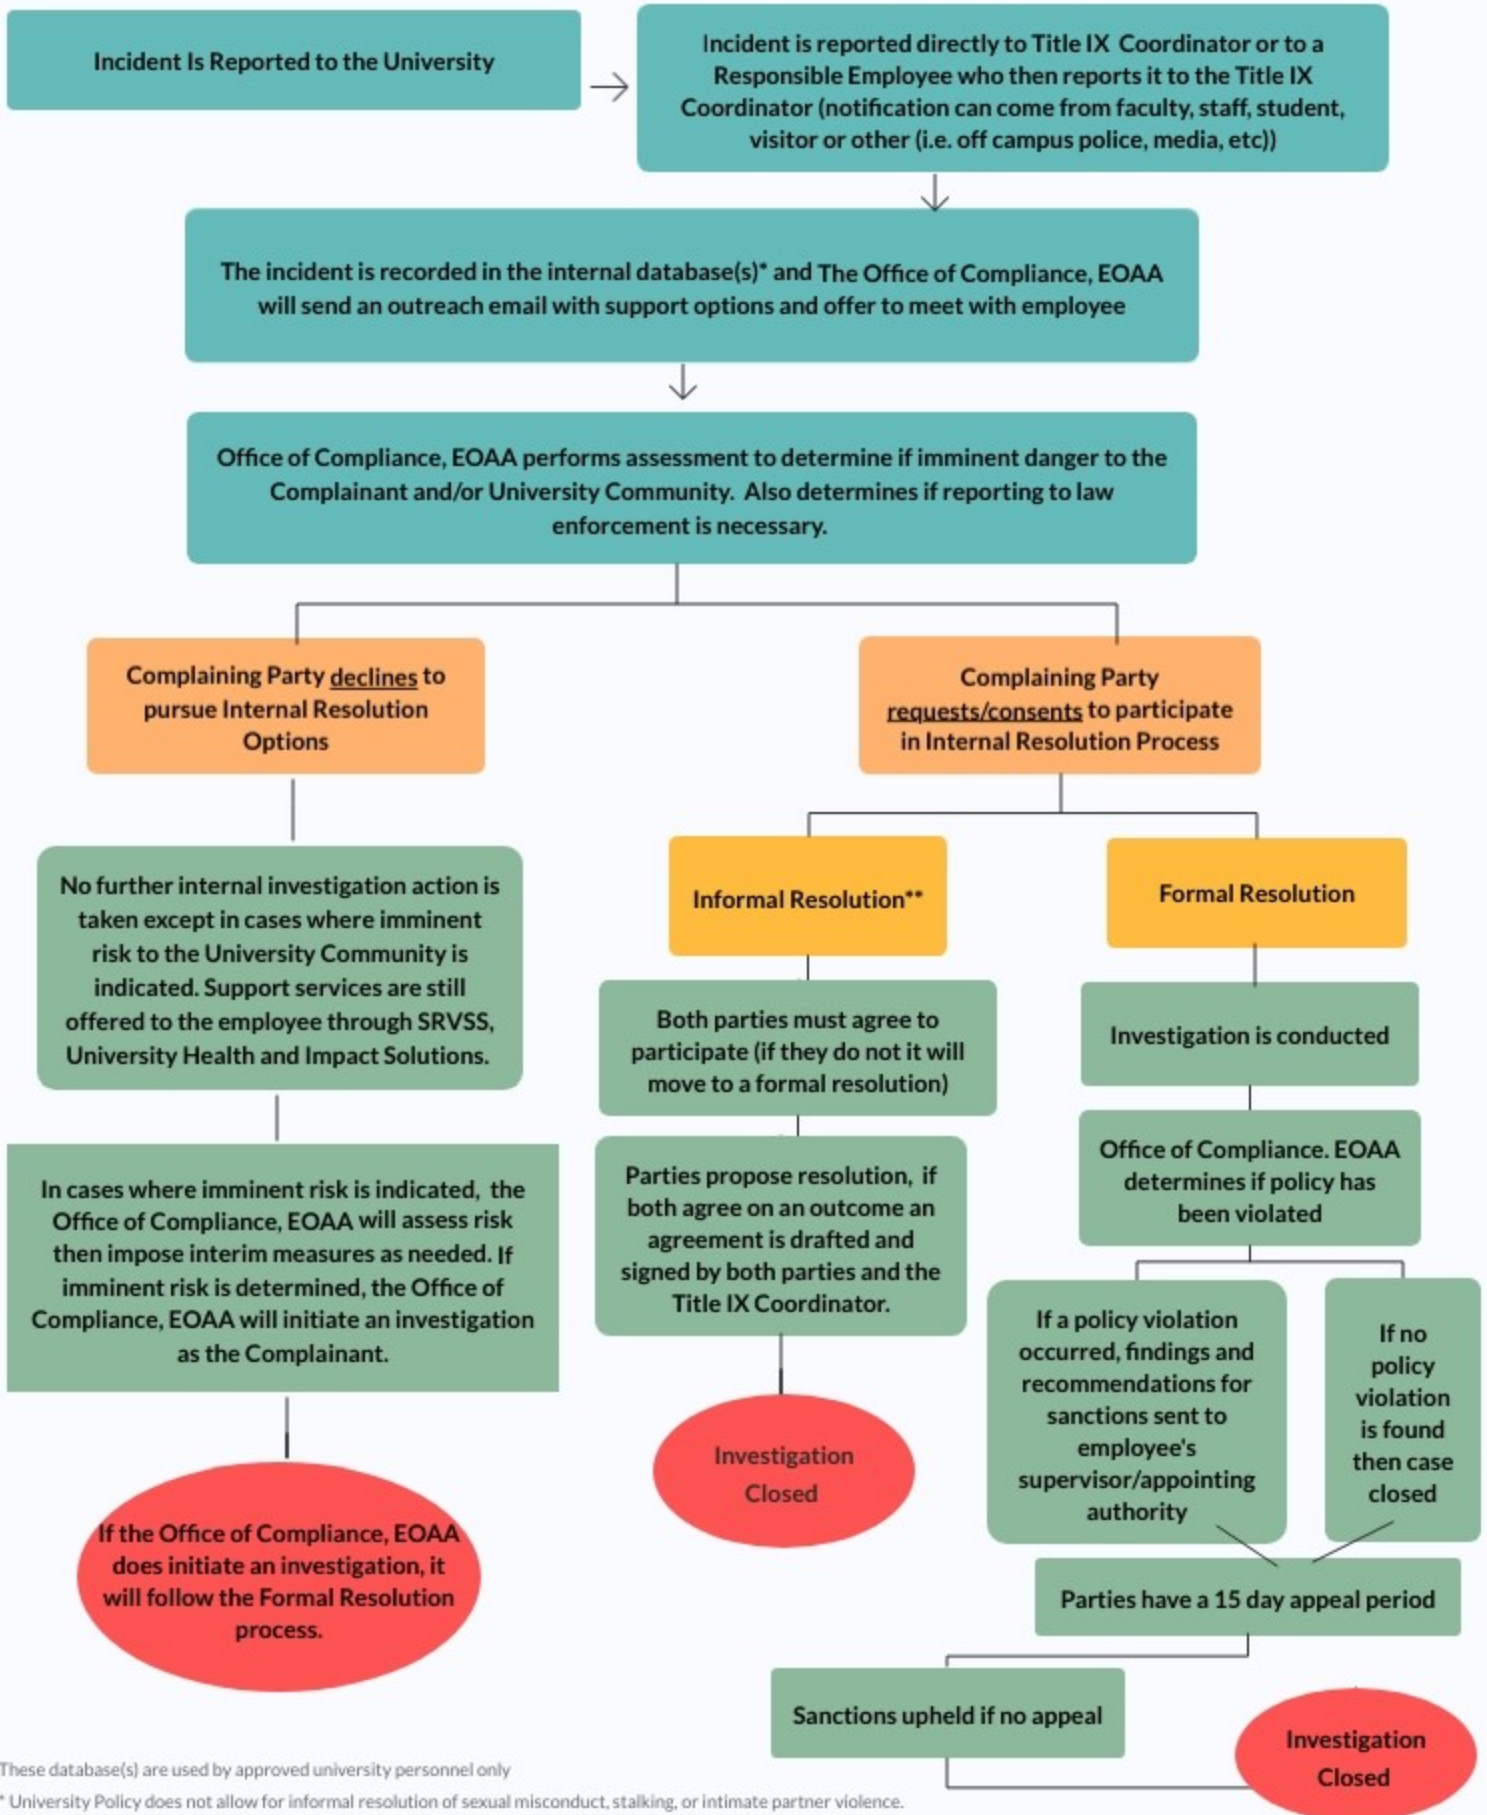 Incident Is Reported to the University
Incident is reported directly to Title IX Coordinator or to a
Responsible Employee who then reports it to the Title IX
Coordinator (notification can come from faculty, staff, student,
visitor or other (i.e. off campus police, media, etc))
The incident is recorded in the internal database(s)* and The Office of Compliance, EOAA
will send an outreach email with support options and offer to meet with employee
Office of Compliance, EOAA performs assessment to determine if imminent danger to the
Complainant and/or University Community. Also determines if reporting to law
enforcement is necessary.
Complaining Party declines to
pursue Internal Resolution
Options
No further internal investigation action is
taken except in cases where imminent
risk to the University Community is
indicated. Support services are still
offered to the employee through SRVSS,
University Health and Impact Solutions.
In cases where imminent risk is indicated, the
Office of Compliance, EOAA will assess risk
then impose interim measures as needed. If
imminent risk is determined, the Office of
Compliance, EOAA will initiate an investigation
as the Complainant.
If the Office of Compliance, EOAA
does initiate an investigation, it
will follow the Formal Resolution
process.
Complaining Party
requests/consents to participate
in Internal Resolution Process
Informal Resolution**
Both parties must agree to
participate (if they do not it will
move to a formal resolution)
Parties propose resolution, if
both agree on an outcome an
agreement is drafted and
signed by both parties and the
Title IX Coordinator.
Investigation
Closed
Formal Resolution
Investigation is conducted
Office of Compliance. EOAA
determines if policy has
been violated
If a policy violation
occurred, findings and
recommendations for
sanctions sent to
employee's
supervisor/appointing
authority
If no
policy
violation
is found
then case
closed
Parties have a 15 day appeal period
Sanctions upheld if no appeal
Investigation
Closed
These database(s) are used by approved university personnel only
* University Policy does not allow for informal resolution of sexual misconduct, stalking, or intimate partner violence.